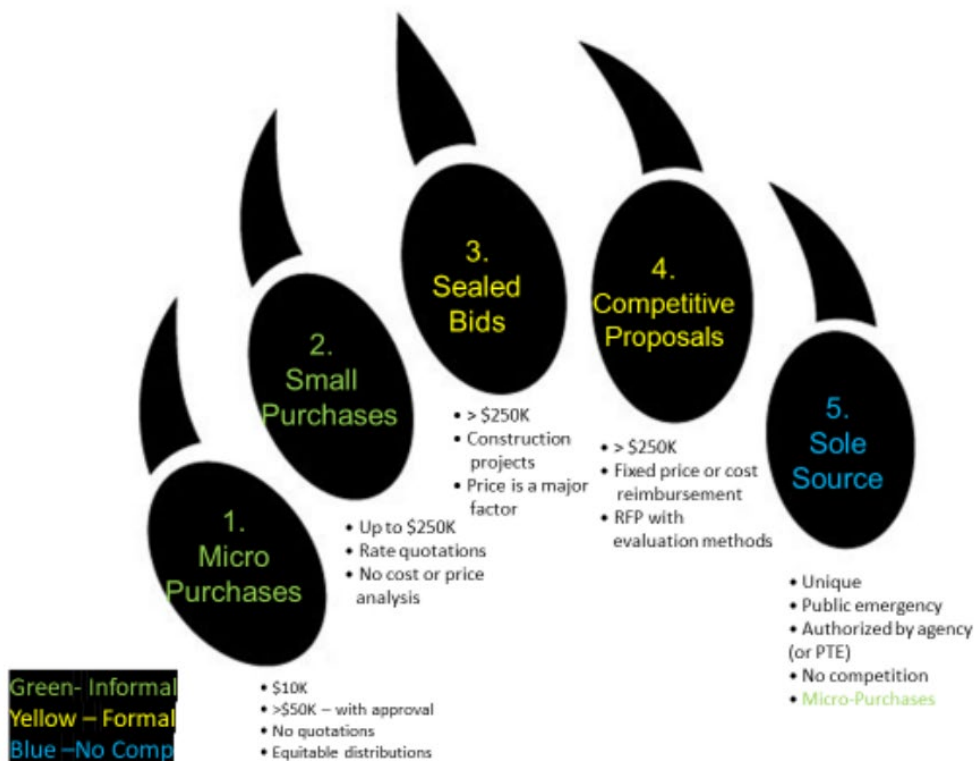 1.
Micro
Purchases
• $10K
• >$50K – with approval
• No quotations
• Equitable distributions
2.
Small
Purchases
• Up to $250K
• Rate quotations
• No cost or price
analysis
3.
Sealed
Bids
• > $250K
• Construction
projects
• Price is a major
factor
4.
Competitive
Proposals
• > $250K
• Fixed price or cost
reimbursement
• RFP with
evaluation methods
5.
Sole
Source
• Unique
• Public emergency
• Authorized by agency
(or PTE)
• No competition
• Micro-Purchases
Green- Informal
Yellow – Formal
Blue –No Comp